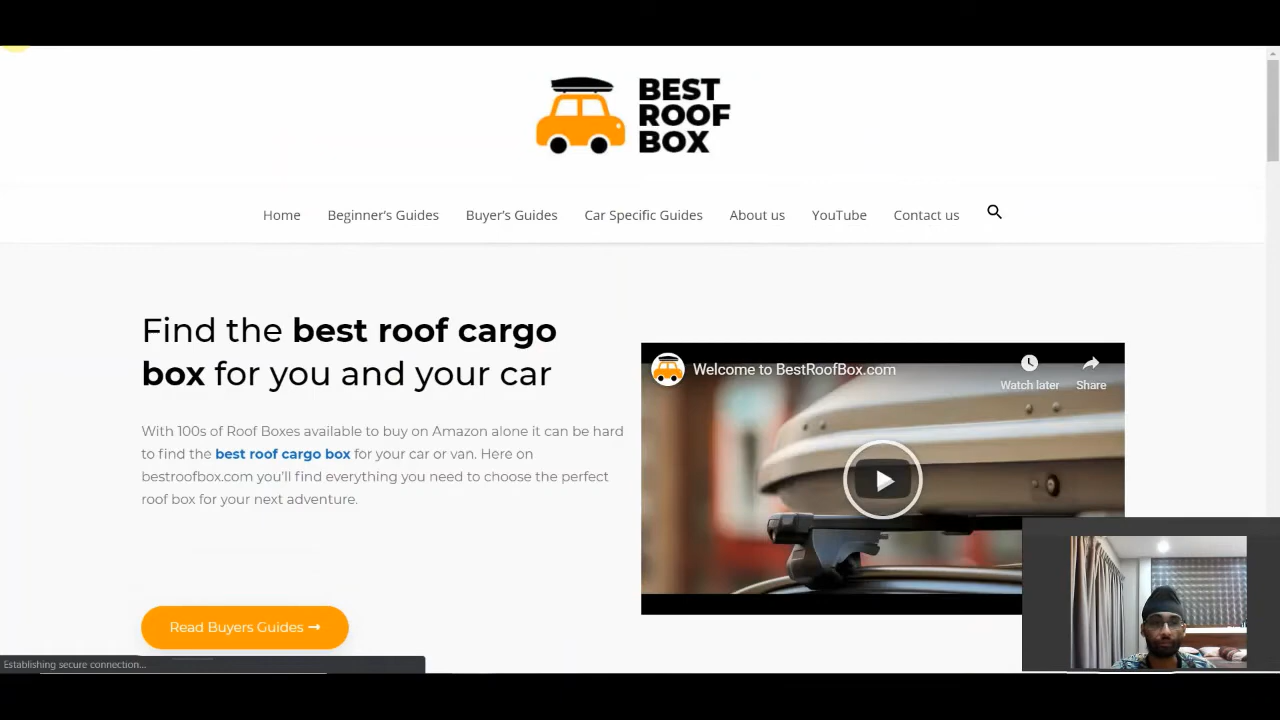 BEST
ROOF
BOX
Home Beginner's Guides Buyer's Guides Car Specific Guides About us YouTube Contact us
Find the best roof cargo
box for you and your car
With 100s of Roof Boxes available to buy on Amazon alone it can be hard
to find the best roof cargo box for your car or van. Here on
bestroofbox.com you'll find everything you need to choose the perfect
roof box for your next adventure.
Read Buyers Guides →
Welcome to BestRoofBox.com
Watch later
Share
Establishing secure connection...